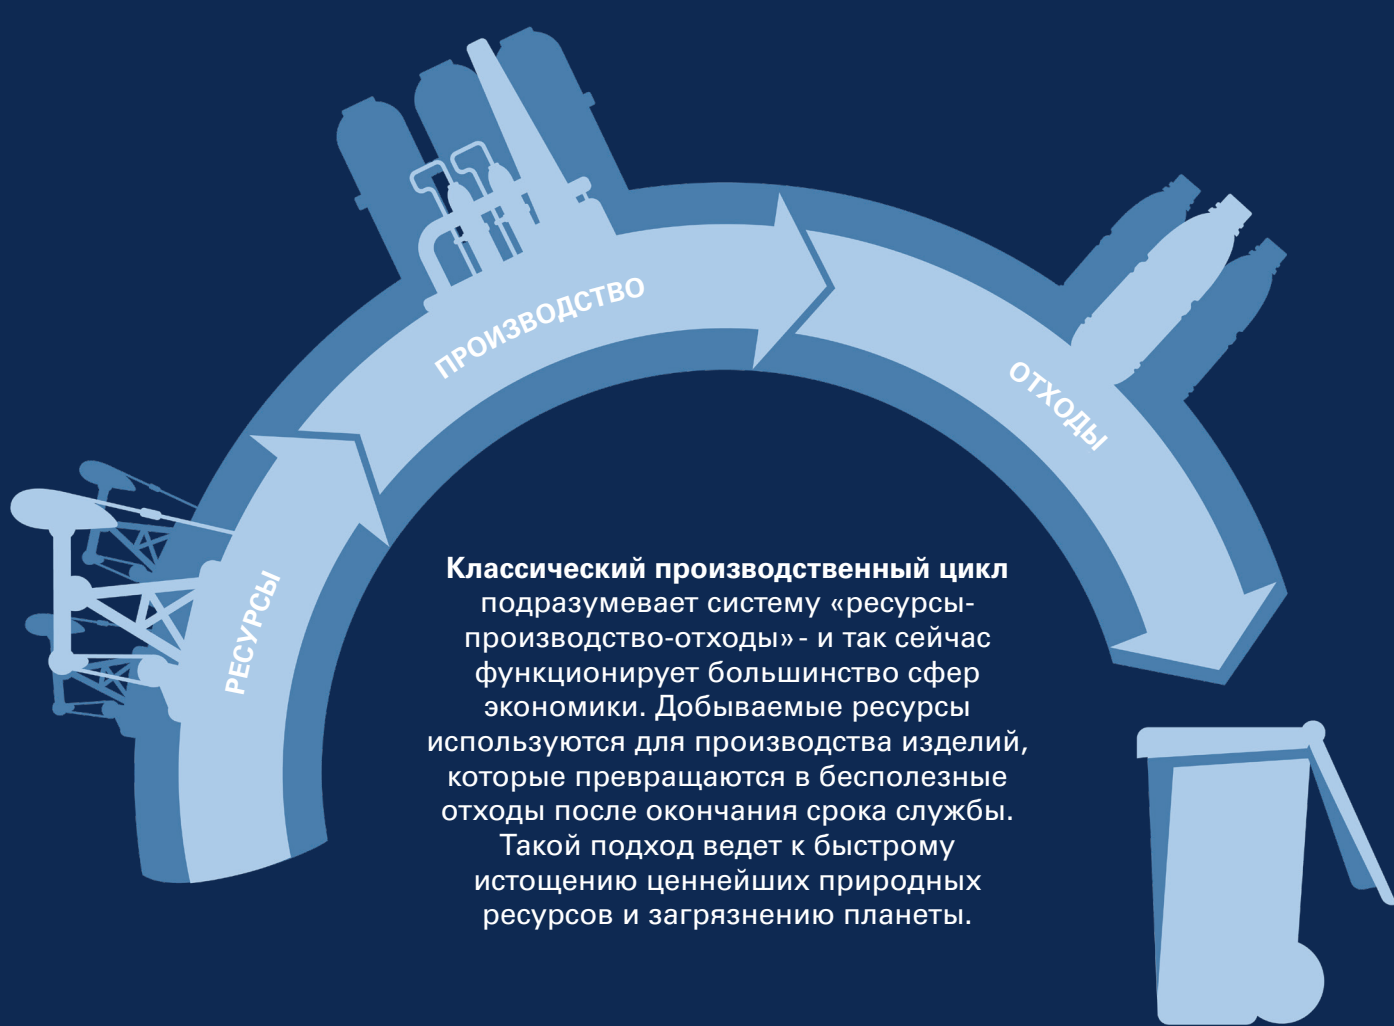 ПРОИЗВОДСТВО
ОТХОДЫ
РЕСУРСЫ
Классический производственный цикл
подразумевает систему «ресурсы-
производство-отходы» - и так сейчас
функционирует большинство сфер
экономики. Добываемые ресурсы
используются для производства изделий,
которые превращаются в бесполезные
отходы после окончания срока службы.
Такой подход ведет к быстрому
истощению ценнейших природных
ресурсов и загрязнению планеты.